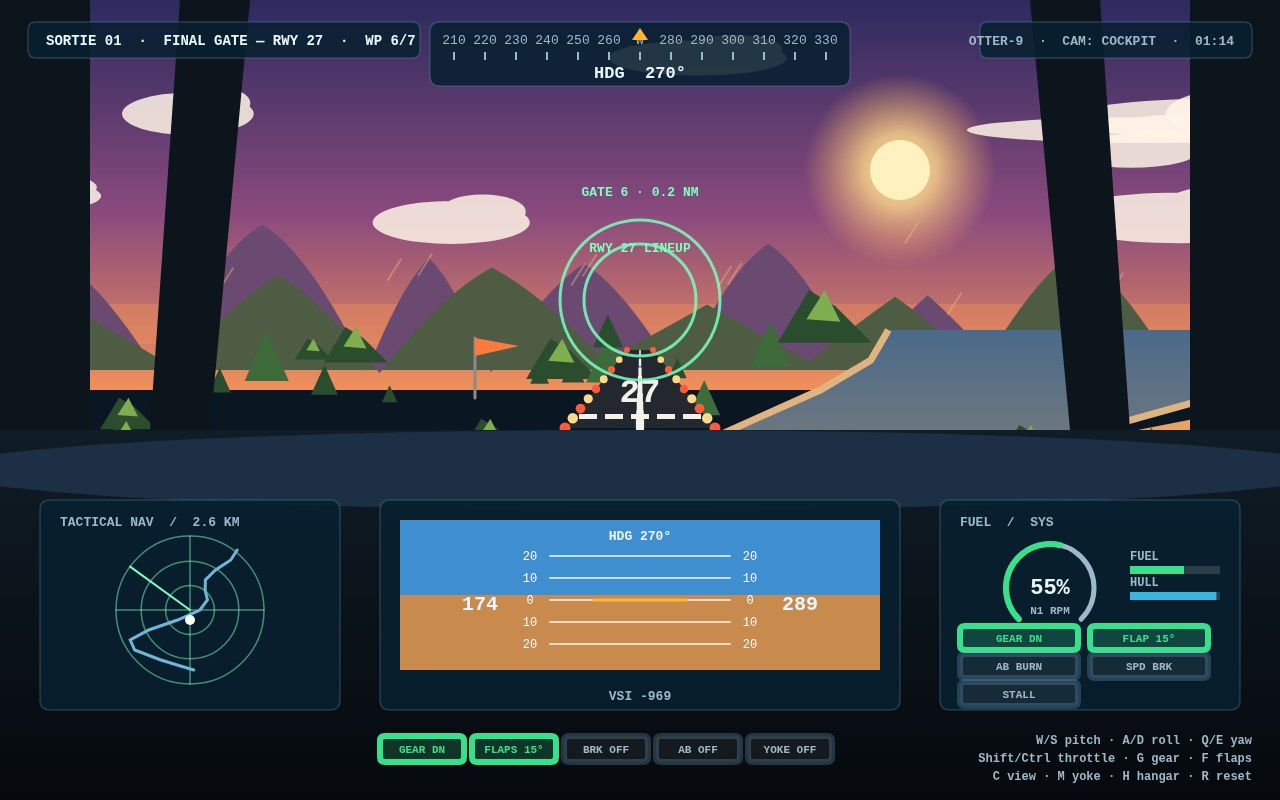 SORTIE 01 · FINAL GATE — RWY 27 · WP 6/7
210 220 230 240 250 260 W 280 290 300 310 320 330
HDG 270°
OTTER-9 · CAM: COCKPIT · 01:14
GATE 6 · 0.2 NM
RWY 27 LINEUP
27
TACTICAL NAV / 2.6 KM
HDG 270°
20 20
10 10
174 0 0 289
10 10
20 20
VSI -969
FUEL / SYS
55%
N1 RPM
FUEL
HULL
GEAR DN FLAP 15°
AB BURN SPD BRK
STALL
GEAR DN FLAPS 15° BRK OFF AB OFF YOKE OFF
W/S pitch · A/D roll · Q/E yaw
Shift/Ctrl throttle · G gear · F flaps
C view · M yoke · H hangar · R reset